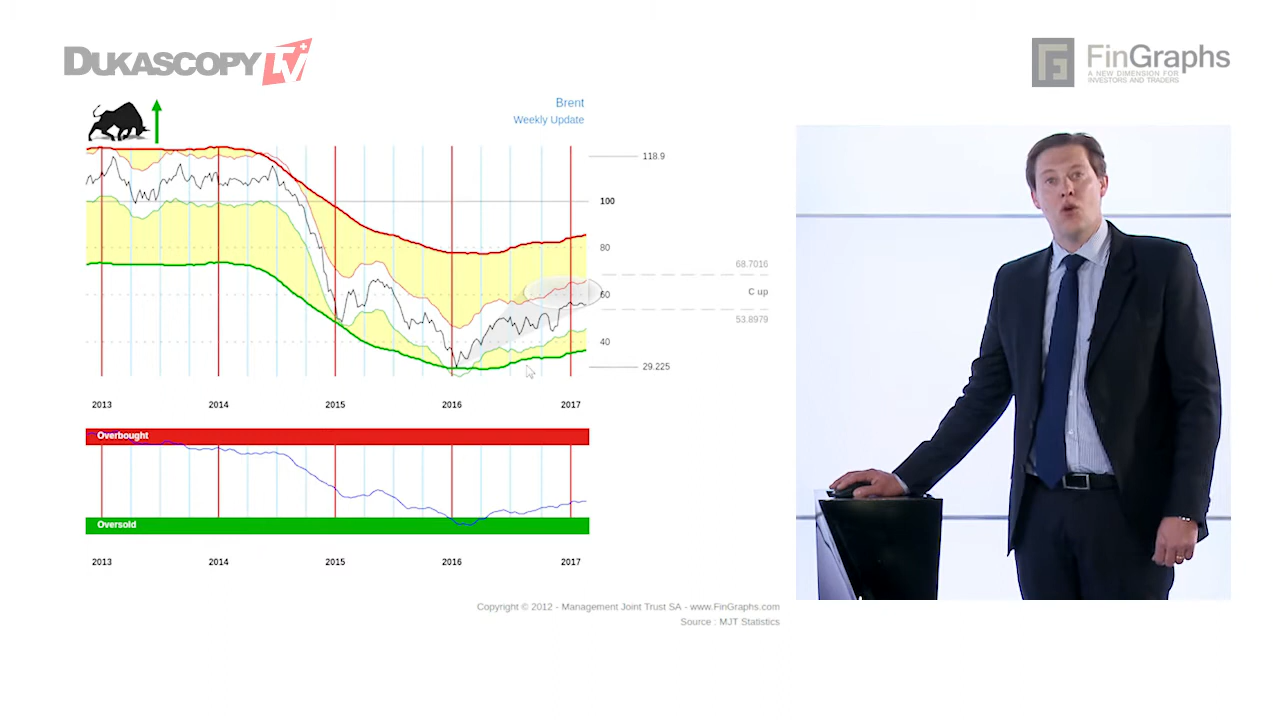 DUKASCOPY TV
FinGraphs
A NEW DIMENSION FOR
INVESTORS AND TRADERS
Brent
Weekly Update
118.9
100
80
68.7016
60
C up
53.8979
40
29.225
2013 2014 2015 2016 2017
Overbought
Oversold
2013 2014 2015 2016 2017
Copyright © 2012 - Management Joint Trust SA - www.FinGraphs.com
Source : MJT Statistics